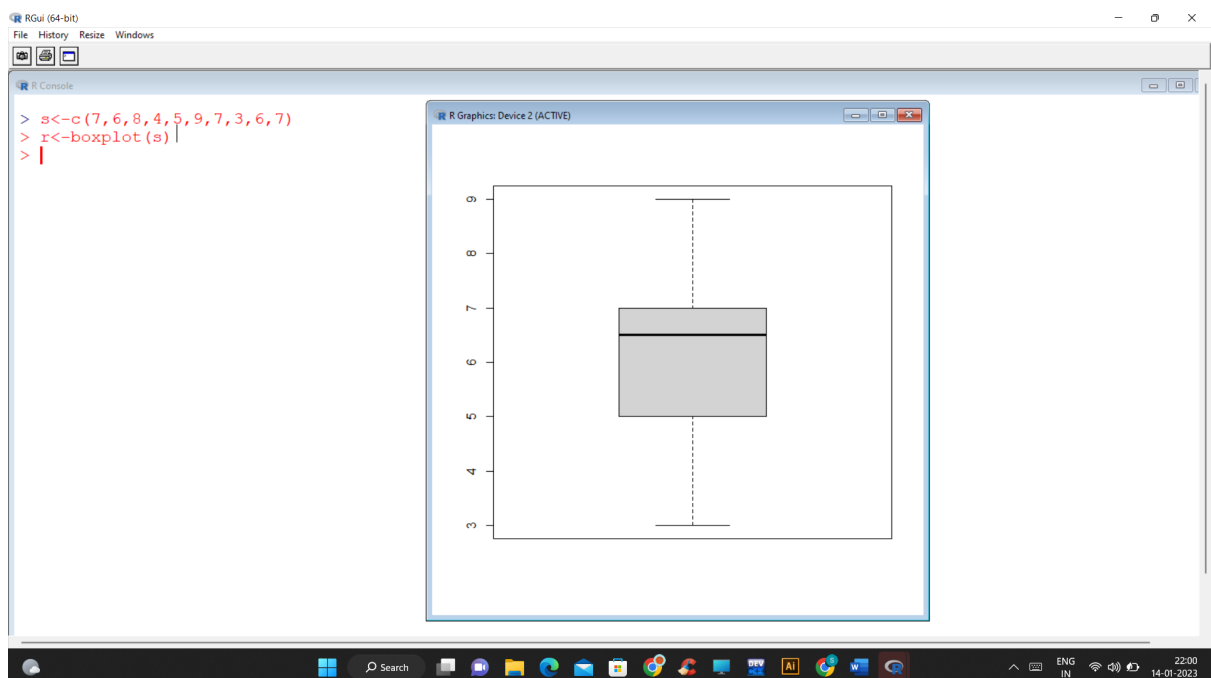 RGui (64-bit)
File History Resize Windows
R Console
> s<-c(7,6,8,4,5,9,7,3,6,7)
> r<-boxplot(s)
>
R Graphics: Device 2 (ACTIVE)
9
8
7
6
5
4
3
Search
DEV
Ai
S
W
ENG
IN
22:00
14-01-2023